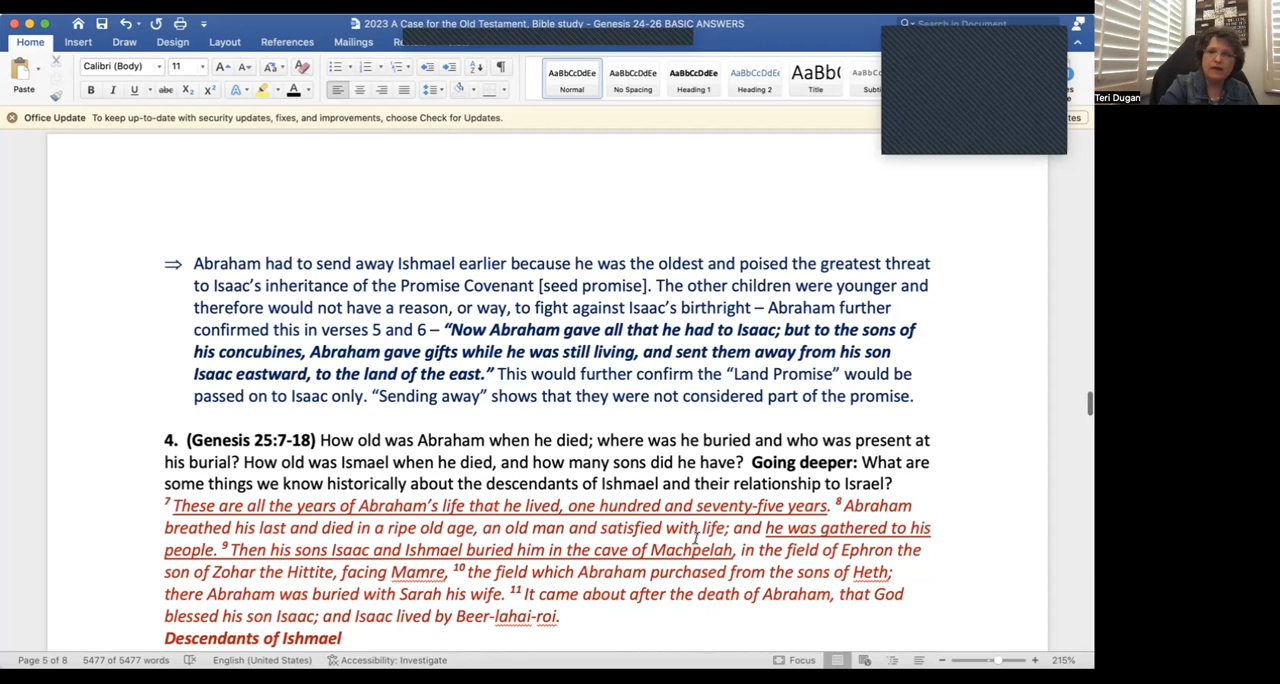 2023 A Case for the Old Testament, Bible study - Genesis 24-26 BASIC ANSWERS
Search in Document
Home Insert Draw Design Layout References Mailings
Paste
Calibri (Body) 11
AaBbCcDdEe AaBbCcDdEe AaBbCcDdEe AaBbCcDdEe AaBb( AaBbCcDdEe
Normal No Spacing Heading 1 Heading 2 Title
Teri Dugan
Office Update To keep up-to-date with security updates, fixes, and improvements, choose Check for Updates.
⇒ Abraham had to send away Ishmael earlier because he was the oldest and poised the greatest threat
to Isaac's inheritance of the Promise Covenant [seed promise]. The other children were younger and
therefore would not have a reason, or way, to fight against Isaac's birthright – Abraham further
confirmed this in verses 5 and 6 – “Now Abraham gave all that he had to Isaac; but to the sons of
his concubines, Abraham gave gifts while he was still living, and sent them away from his son
Isaac eastward, to the land of the east.” This would further confirm the “Land Promise” would be
passed on to Isaac only. “Sending away” shows that they were not considered part of the promise.
4. (Genesis 25:7-18) How old was Abraham when he died; where was he buried and who was present at
his burial? How old was Ismael when he died, and how many sons did he have? Going deeper: What are
some things we know historically about the descendants of Ishmael and their relationship to Israel?
7 These are all the years of Abraham's life that he lived, one hundred and seventy-five years. 8 Abraham
breathed his last and died in a ripe old age, an old man and satisfied with life; and he was gathered to his
people. 9 Then his sons Isaac and Ishmael buried him in the cave of Machpelah, in the field of Ephron the
son of Zohar the Hittite, facing Mamre, 10 the field which Abraham purchased from the sons of Heth;
there Abraham was buried with Sarah his wife. 11 It came about after the death of Abraham, that God
blessed his son Isaac; and Isaac lived by Beer-lahai-roi.
Descendants of Ishmael
Page 5 of 8 5477 of 5477 words English (United States) Accessibility: Investigate Focus 215%